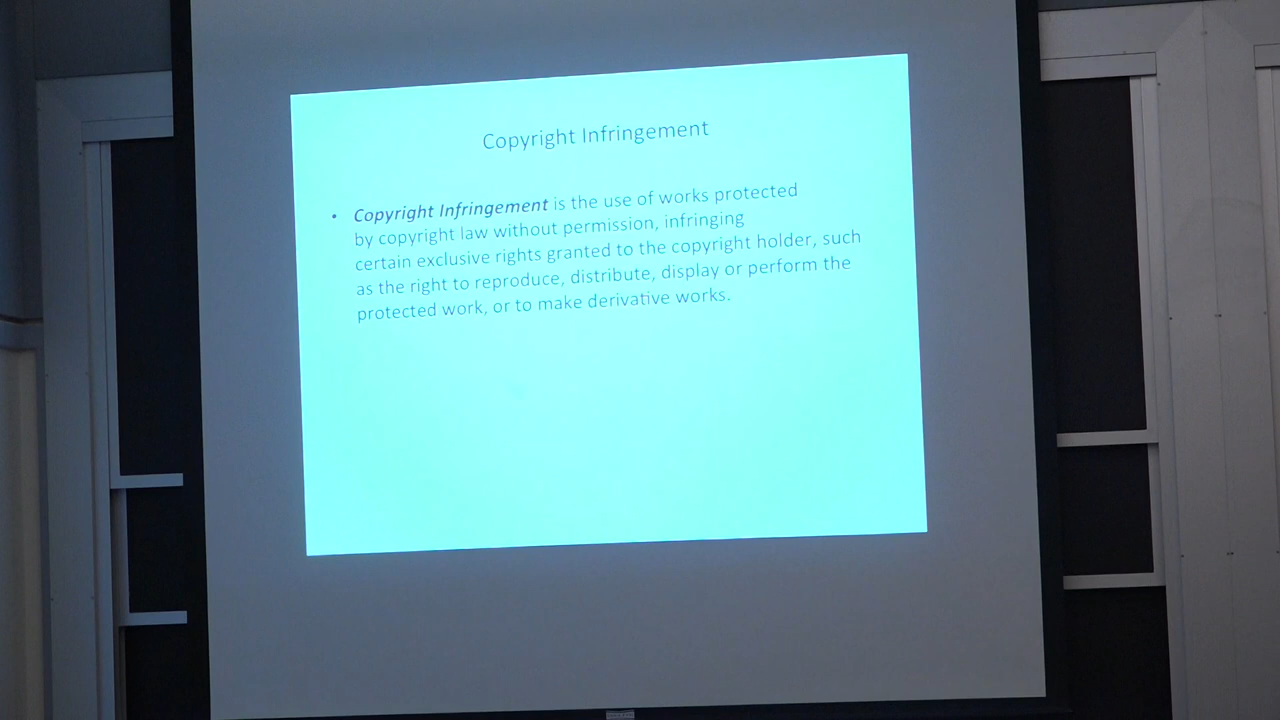 Copyright Infringement
• Copyright Infringement is the use of works protected
by copyright law without permission, infringing
certain exclusive rights granted to the copyright holder, such
as the right to reproduce, distribute, display or perform the
protected work, or to make derivative works.